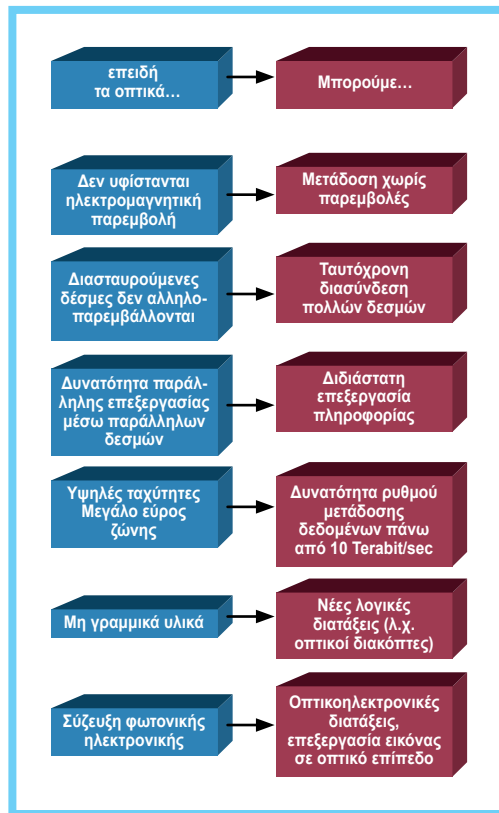 επειδή
τα οπτικά…
Μπορούμε…
Δεν υφίστανται
ηλεκτρομαγνητική
παρεμβολή
Μετάδοση χωρίς
παρεμβολές
Διασταυρούμενες
δέσμες δεν αλληλο-
παρεμβάλλονται
Ταυτόχρονη
διασύνδεση
πολλών δεσμών
Δυνατότητα παράλ-
ληλης επεξεργασίας
μέσω παράλληλων
δεσμών
Διδιάστατη
επεξεργασία
πληροφορίας
Υψηλές ταχύτητες
Μεγάλο εύρος
ζώνης
Δυνατότητα ρυθμού
μετάδοσης
δεδομένων πάνω
από 10 Terabit/sec
Μη γραμμικά υλικά
Νέες λογικές
διατάξεις (λ.χ.
οπτικοί διακόπτες)
Σύζευξη φωτονικής
ηλεκτρονικής
Οπτικοηλεκτρονικές
διατάξεις,
επεξεργασία εικόνας
σε οπτικό επίπεδο